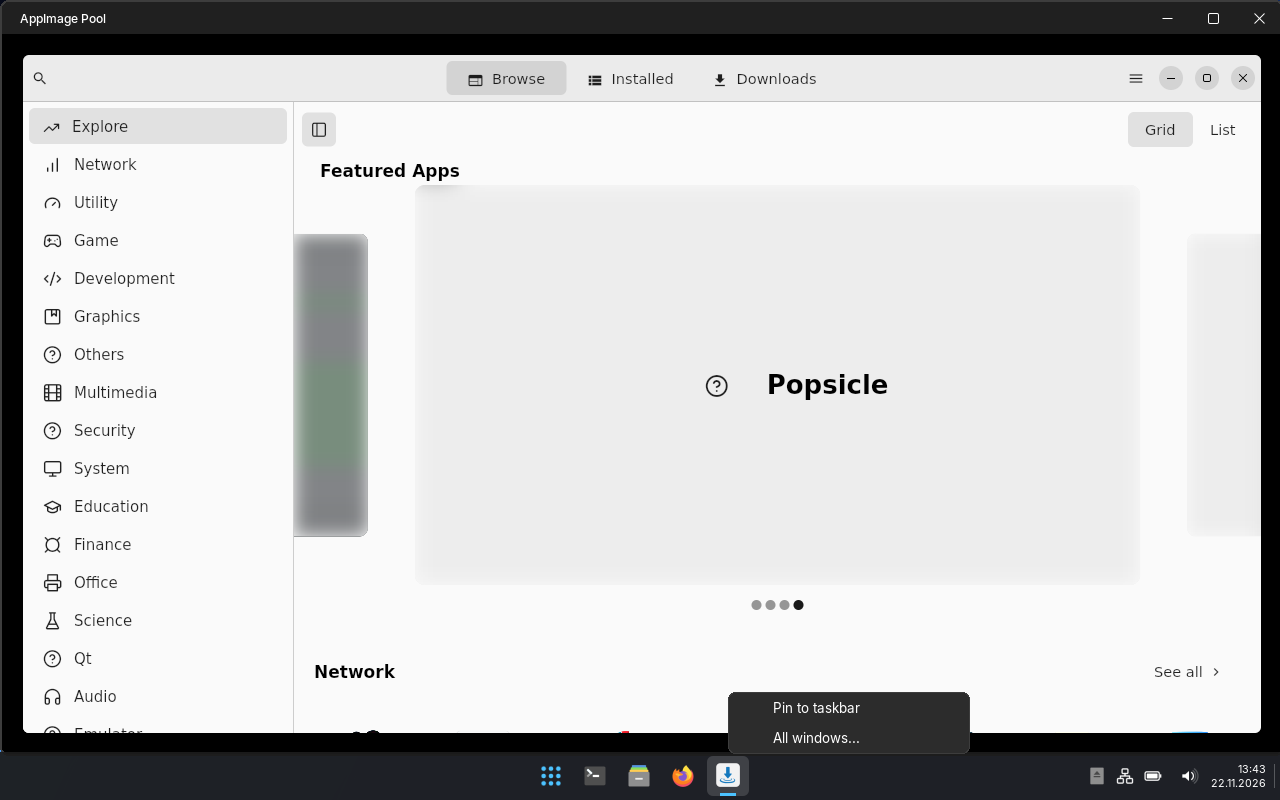 AppImage Pool
Browse
Installed
Downloads
Explore
Network
Utility
Game
Development
Graphics
Others
Multimedia
Security
System
Education
Finance
Office
Science
Qt
Audio
Emulator
Grid
List
Featured Apps
Popsicle
Network
See all
Pin to taskbar
All windows...
13:43
22.11.2026